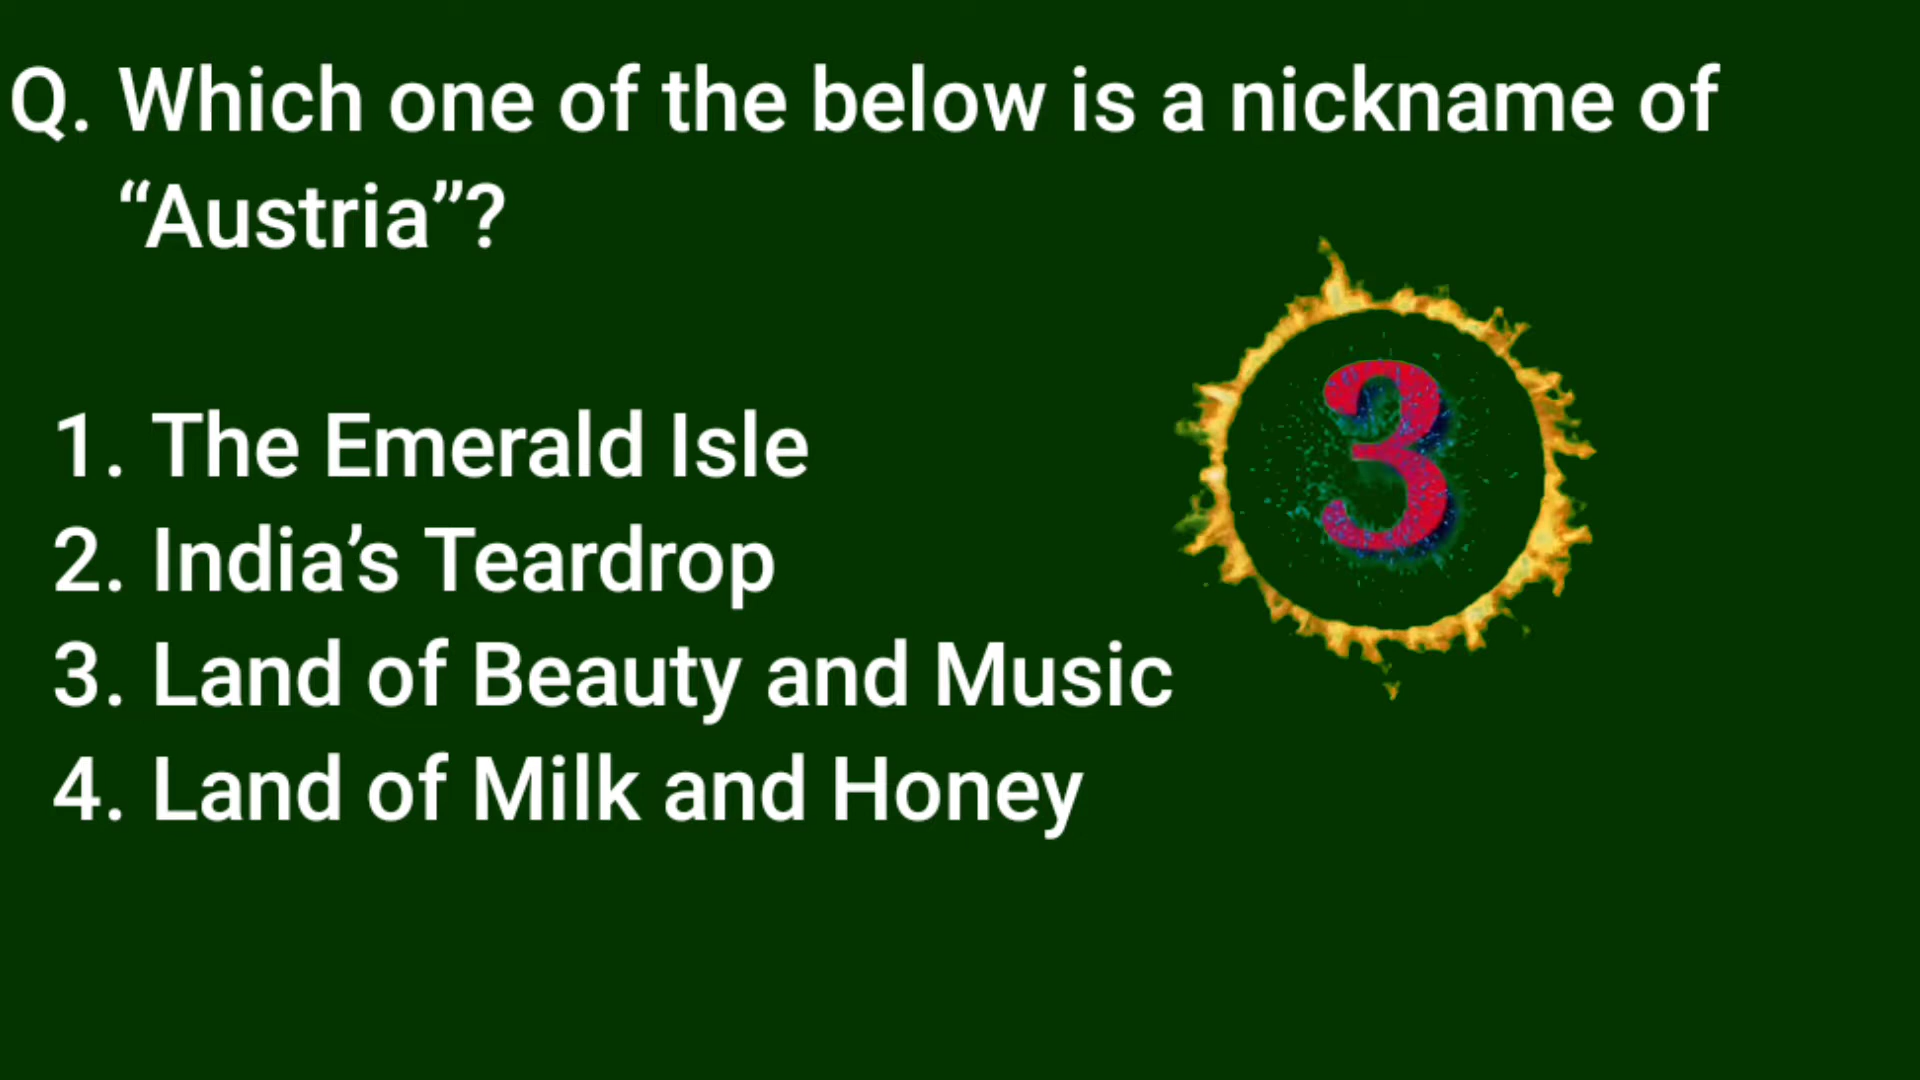 Q. Which one of the below is a nickname of
“Austria”?
3
1. The Emerald Isle
2. India’s Teardrop
3. Land of Beauty and Music
4. Land of Milk and Honey